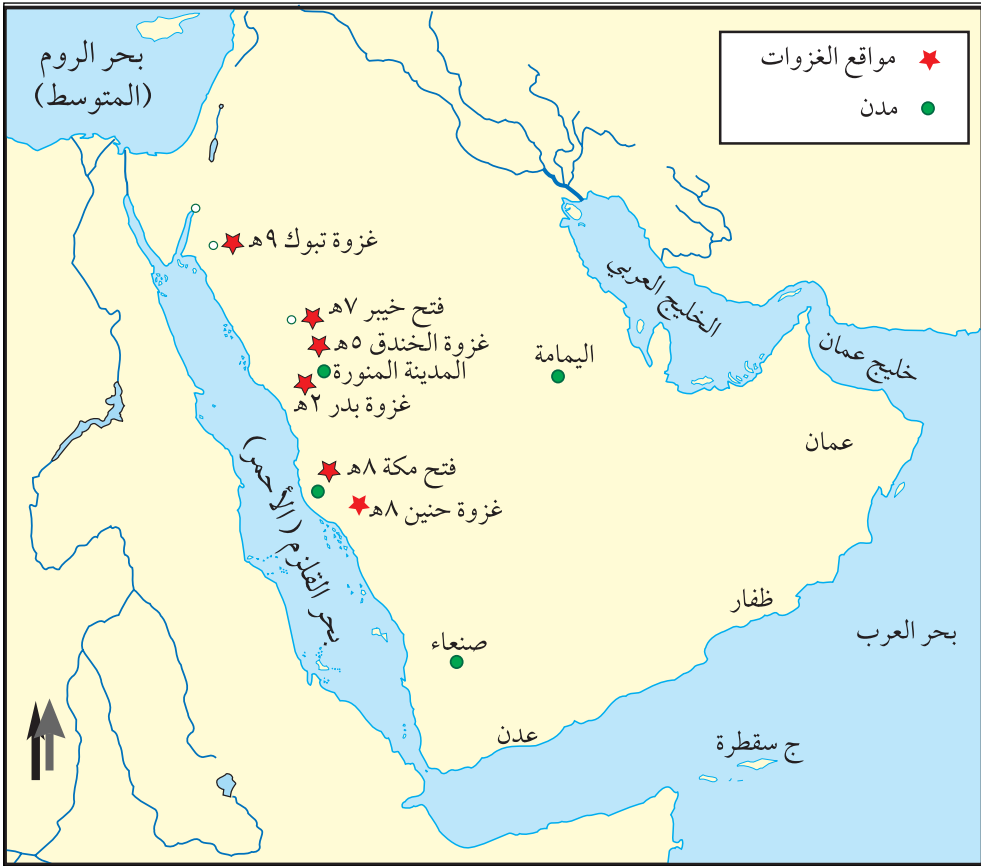 مواقع الغزوات
مدن
بحر الروم
(المتوسط)
غزوة تبوك ٩هـ
فتح خيبر ٧هـ
غزوة الخندق ٥هـ
المدينة المنورة
غزوة بدر ٢هـ
اليمامة
الخليج العربي
خليج عمان
عمان
فتح مكة ٨هـ
غزوة حنين ٨هـ
بحر القلزم (الأحمر)
ظفار
بحر العرب
صنعاء
عدن
ج سقطرة